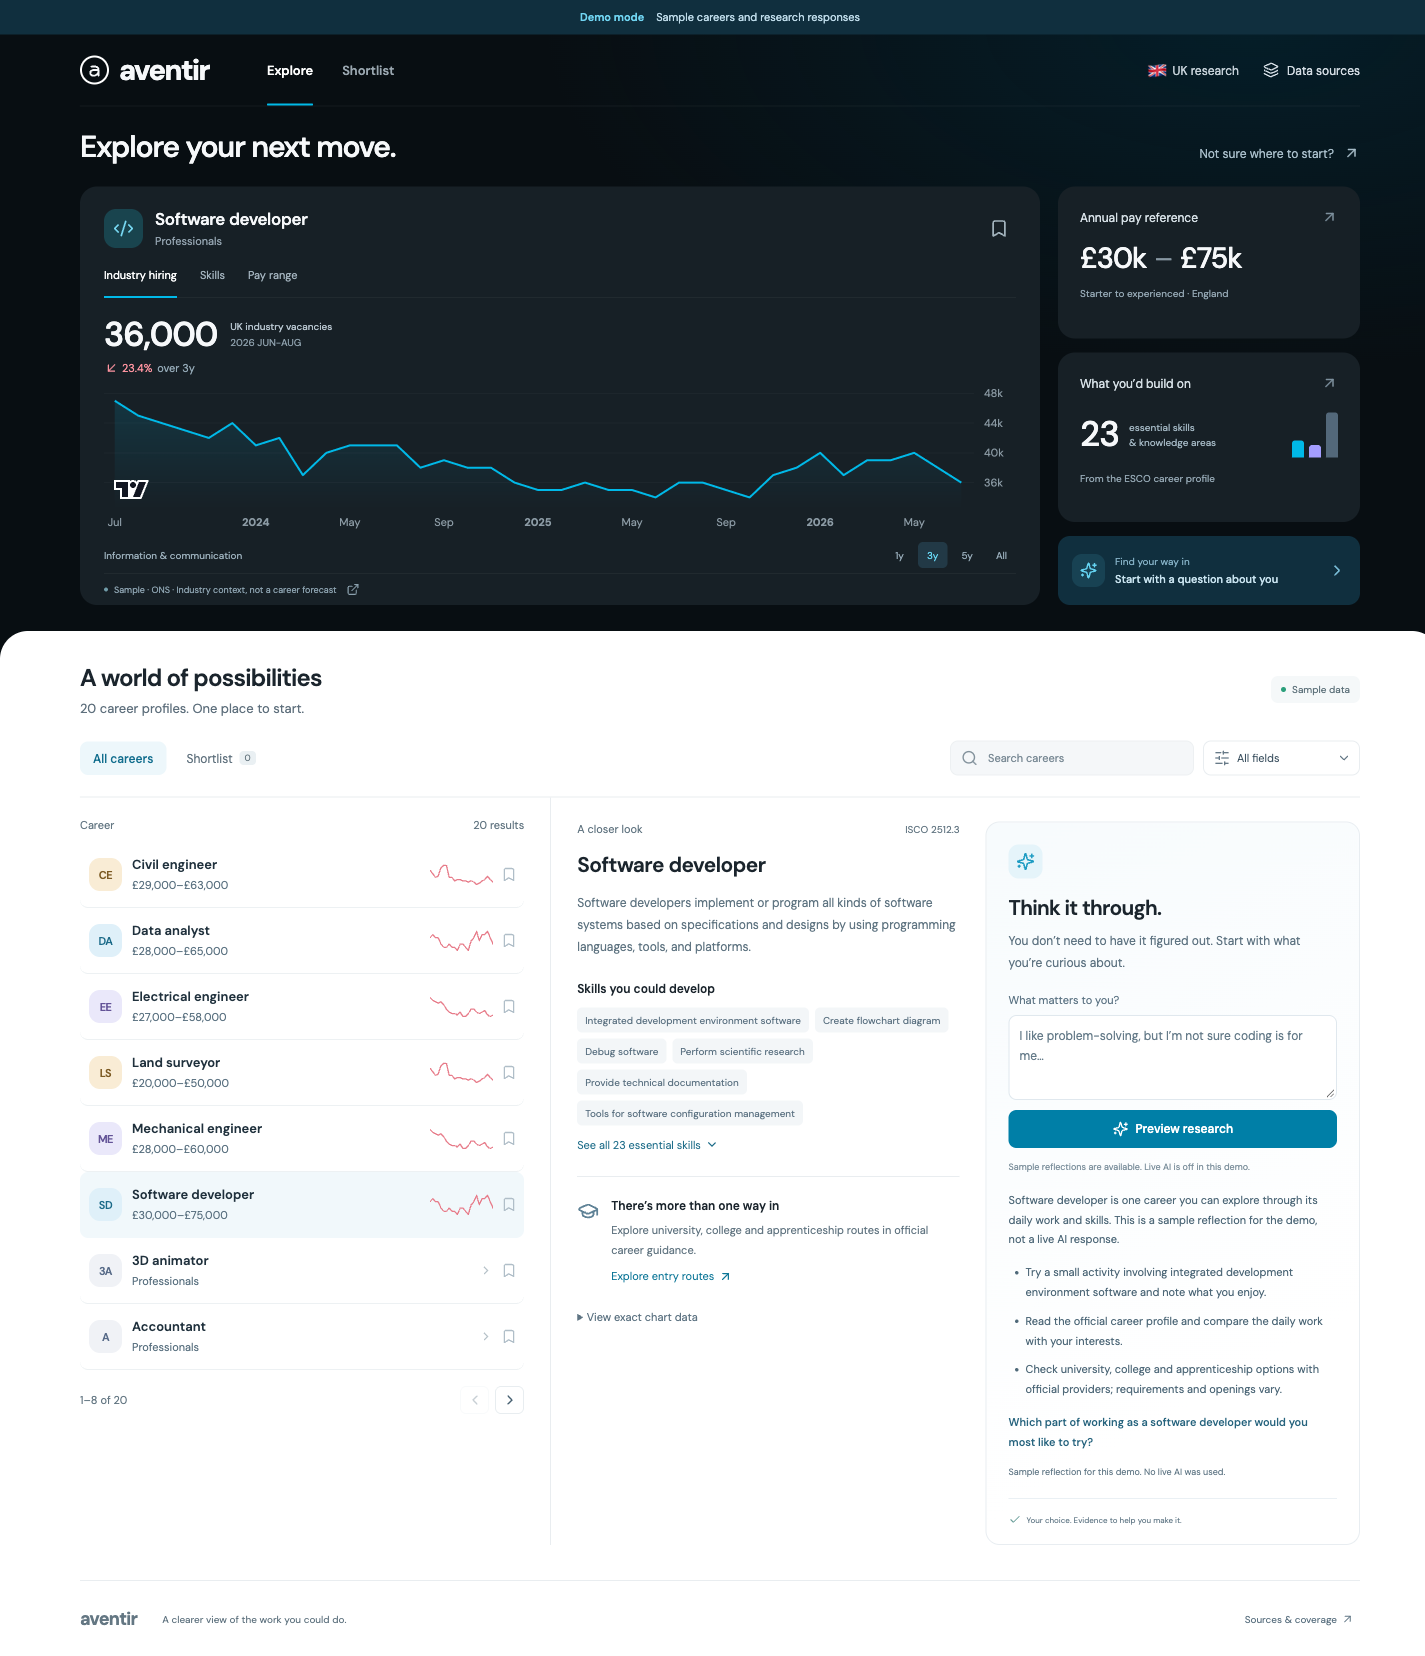 Demo mode Sample careers and research responses
a aventir Explore Shortlist UK research Data sources
Explore your next move.
Not sure where to start?
Software developer
Professionals
Industry hiring Skills Pay range
36,000 UK industry vacancies
2026 JUN-AUG
23.4% over 3y
48k
44k
40k
36k
Jul 2024 May Sep 2025 May Sep 2026 May
Information & communication 1y 3y 5y All
Sample · ONS · Industry context, not a career forecast
Annual pay reference
£30k – £75k
Starter to experienced · England
What you’d build on
23 essential skills
& knowledge areas
From the ESCO career profile
Find your way in
Start with a question about you
A world of possibilities
20 career profiles. One place to start.
Sample data
All careers Shortlist 0 Search careers All fields
Career 20 results
CE Civil engineer
£29,000–£63,000
DA Data analyst
£28,000–£65,000
EE Electrical engineer
£27,000–£58,000
LS Land surveyor
£20,000–£50,000
ME Mechanical engineer
£28,000–£60,000
SD Software developer
£30,000–£75,000
3A 3D animator
Professionals
A Accountant
Professionals
1–8 of 20
A closer look ISCO 2512.3
Software developer
Software developers implement or program all kinds of software
systems based on specifications and designs by using programming
languages, tools, and platforms.
Skills you could develop
Integrated development environment software Create flowchart diagram
Debug software Perform scientific research
Provide technical documentation
Tools for software configuration management
See all 23 essential skills
There’s more than one way in
Explore university, college and apprenticeship routes in official
career guidance.
Explore entry routes
View exact chart data
Think it through.
You don’t need to have it figured out. Start with what
you’re curious about.
What matters to you?
I like problem-solving, but I’m not sure coding is for
me…
Preview research
Sample reflections are available. Live AI is off in this demo.
Software developer is one career you can explore through its
daily work and skills. This is a sample reflection for the demo,
not a live AI response.
• Try a small activity involving integrated development
environment software and note what you enjoy.
• Read the official career profile and compare the daily work
with your interests.
• Check university, college and apprenticeship options with
official providers; requirements and openings vary.
Which part of working as a software developer would you
most like to try?
Sample reflection for this demo. No live AI was used.
Your choice. Evidence to help you make it.
aventir A clearer view of the work you could do. Sources & coverage